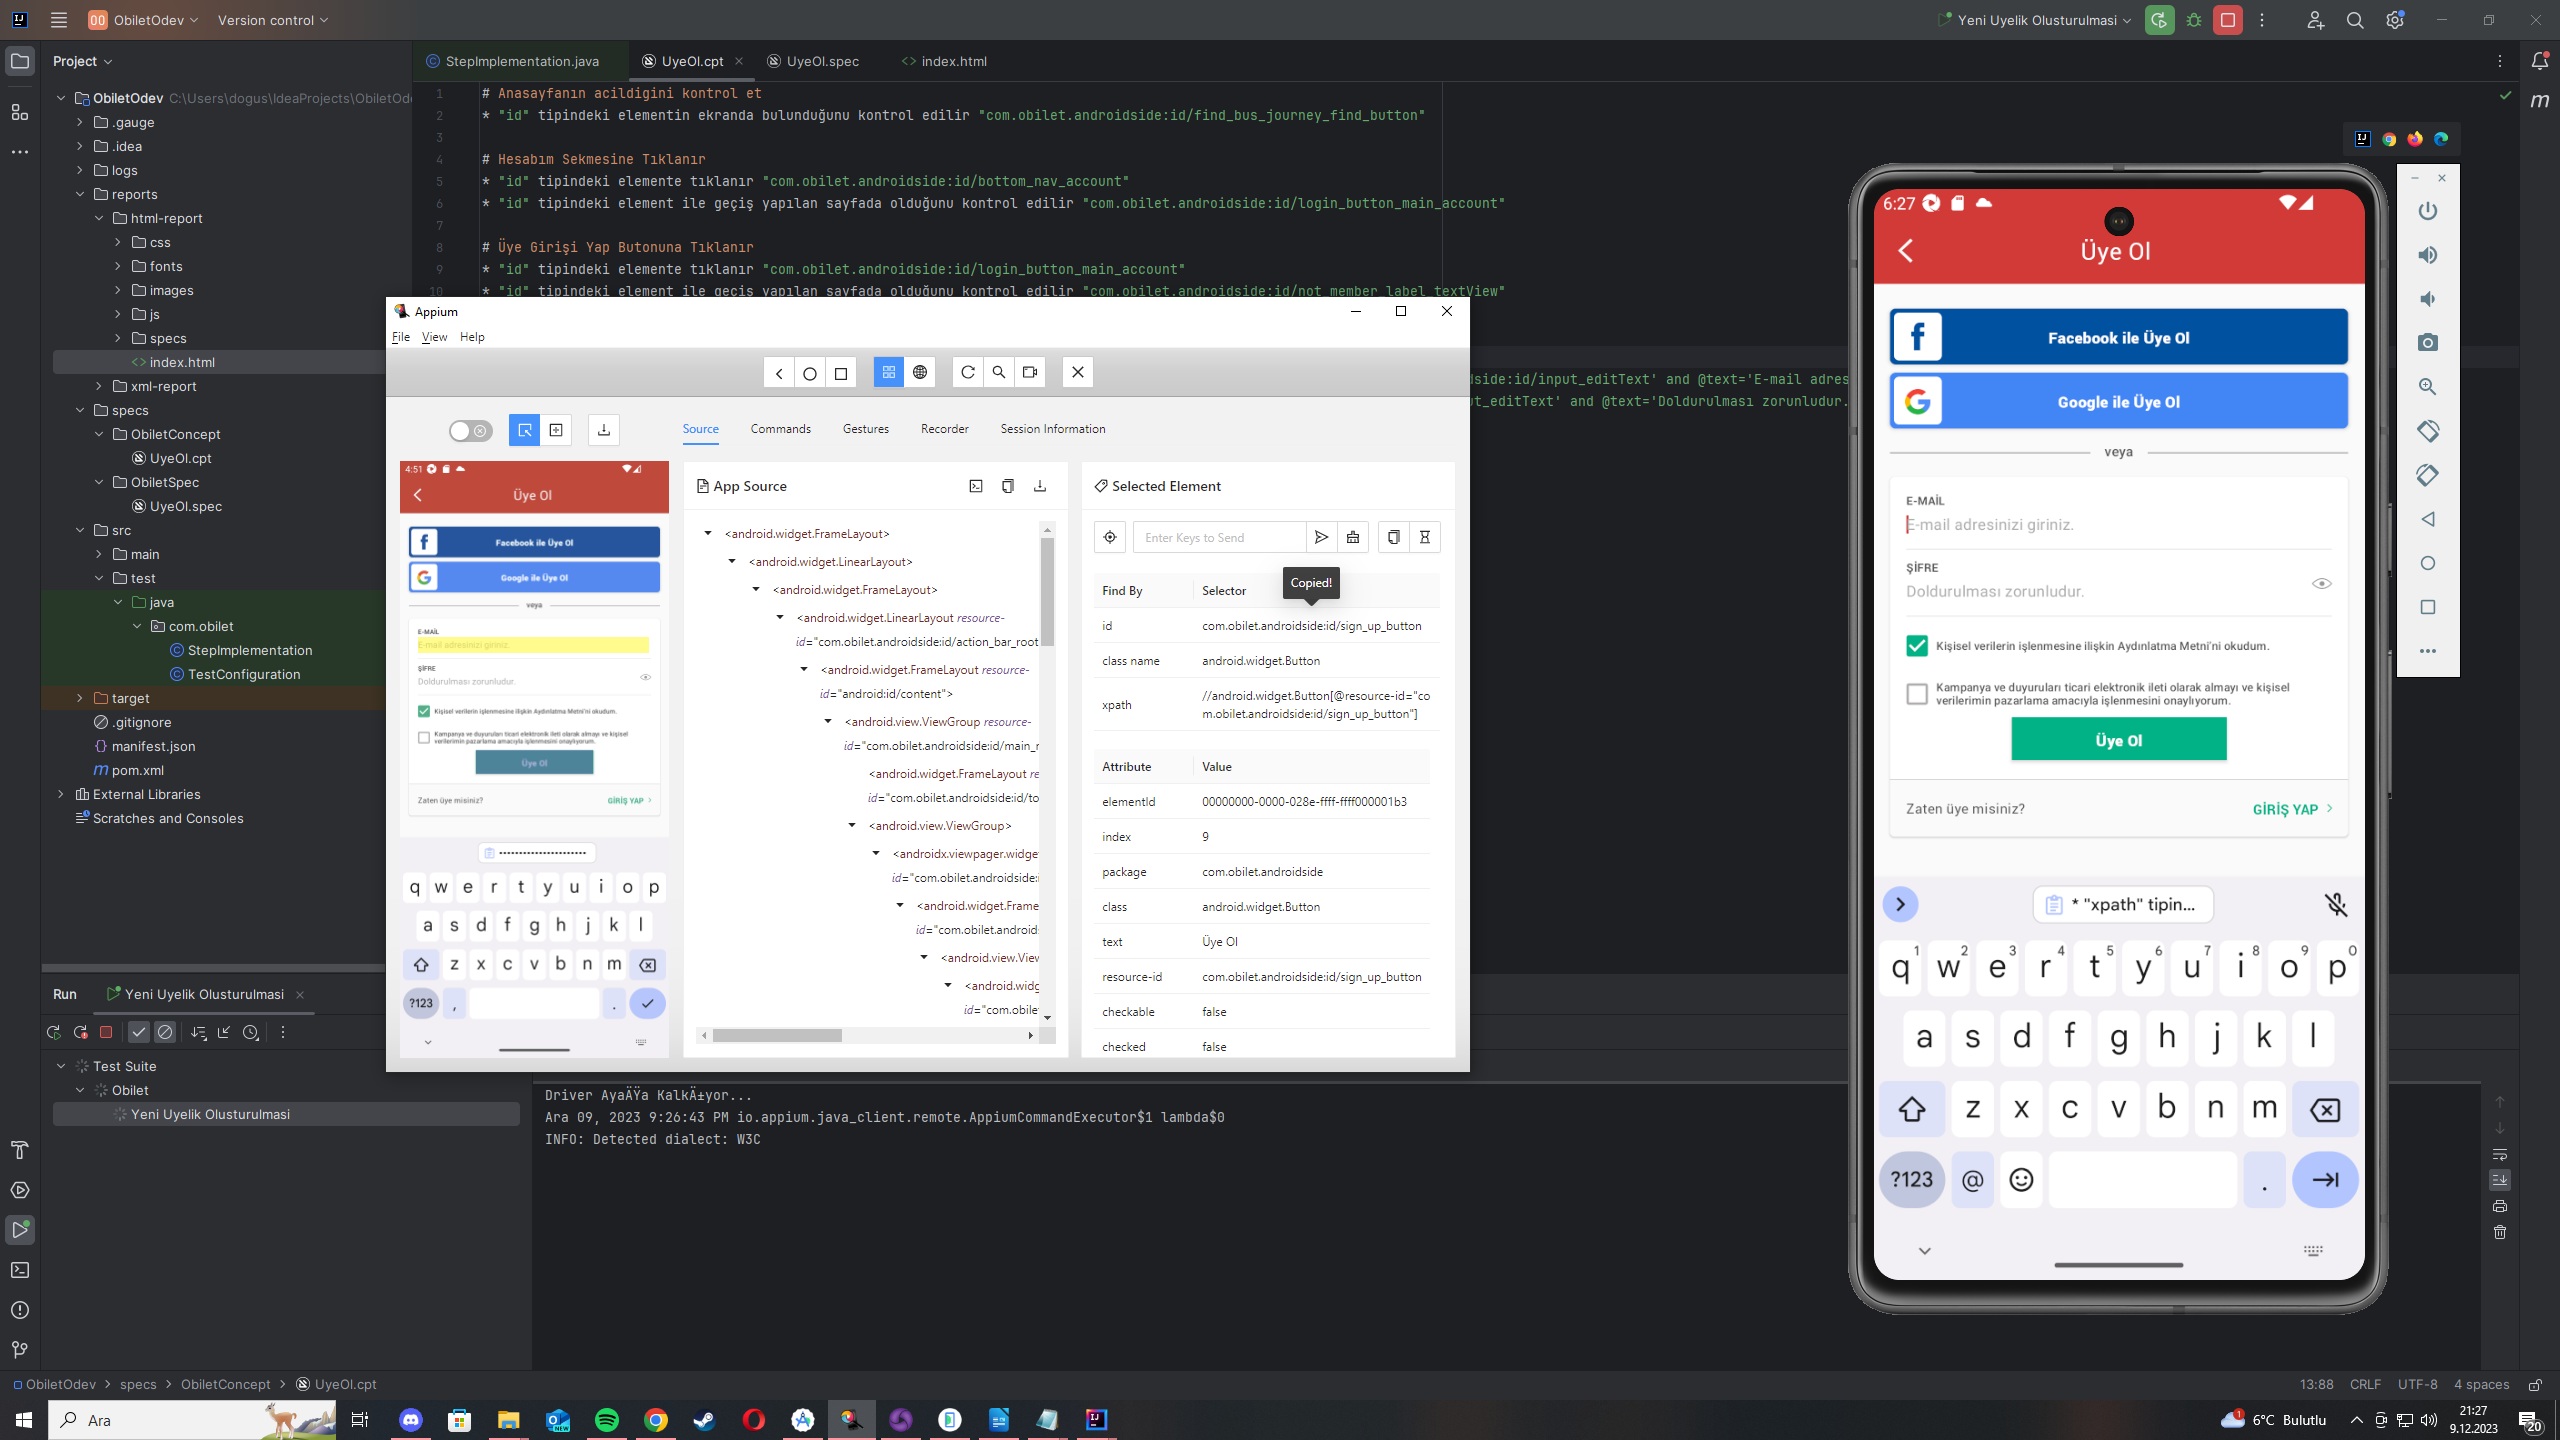 ObiletOdev
Version control
Yeni Uyelik Olusturulmasi
Project
StepImplementation.java
UyeOl.cpt
UyeOl.spec
index.html
ObiletOdev C:\Users\dogus\IdeaProjects\ObiletOde
.gauge
.idea
logs
reports
html-report
css
fonts
images
js
specs
index.html
xml-report
specs
ObiletConcept
UyeOl.cpt
ObiletSpec
UyeOl.spec
src
main
test
java
com.obilet
StepImplementation
TestConfiguration
target
.gitignore
manifest.json
pom.xml
External Libraries
Scratches and Consoles
1 # Anasayfanın acildigini kontrol et
2 * "id" tipindeki elementin ekranda bulunduğunu kontrol edilir "com.obilet.androidside:id/find_bus_journey_find_button"
3
4 # Hesabım Sekmesine Tıklanır
5 * "id" tipindeki elemente tıklanır "com.obilet.androidside:id/bottom_nav_account"
6 * "id" tipindeki element ile geçiş yapılan sayfada olduğunu kontrol edilir "com.obilet.androidside:id/login_button_main_account"
7
8 # Üye Girişi Yap Butonuna Tıklanır
9 * "id" tipindeki elemente tıklanır "com.obilet.androidside:id/login_button_main_account"
10 * "id" tipindeki element ile geçiş yapılan sayfada olduğunu kontrol edilir "com.obilet.androidside:id/not_member_label_textView"
dside:id/input_editText' and @text='E-mail adres
ut_editText' and @text='Doldurulması zorunludur.
Appium
File View Help
Source
Commands
Gestures
Recorder
Session Information
4:51
Üye Ol
Facebook ile Üye Ol
Google ile Üye Ol
veya
E-MAİL
E-mail adresinizi giriniz.
ŞİFRE
Doldurulması zorunludur.
Kişisel verilerin işlenmesine ilişkin Aydınlatma Metni'ni okudum.
Kampanya ve duyuruları ticari elektronik ileti olarak almayı ve kişisel
verilerimin pazarlama amacıyla işlenmesini onaylıyorum.
Üye Ol
Zaten üye misiniz?
GİRİŞ YAP
q w e r t y u i o p
a s d f g h j k l
z x c v b n m
?123 , .
App Source
<android.widget.FrameLayout>
<android.widget.LinearLayout>
<android.widget.FrameLayout>
<android.widget.LinearLayout resource-
id="com.obilet.androidside:id/action_bar_root
<android.widget.FrameLayout resource-
id="android:id/content">
<android.view.ViewGroup resource-
id="com.obilet.androidside:id/main_r
<android.widget.FrameLayout re
id="com.obilet.androidside:id/to
<android.view.ViewGroup>
<androidx.viewpager.widge
id="com.obilet.androidside:i
<android.widget.Frame
id="com.obilet.androids
<android.view.View
<android.widg
id="com.obilet
Selected Element
Enter Keys to Send
Copied!
Find By Selector
id com.obilet.androidside:id/sign_up_button
class name android.widget.Button
xpath //android.widget.Button[@resource-id="co
m.obilet.androidside:id/sign_up_button"]
Attribute Value
elementId 00000000-0000-028e-ffff-ffff000001b3
index 9
package com.obilet.androidside
class android.widget.Button
text Üye Ol
resource-id com.obilet.androidside:id/sign_up_button
checkable false
checked false
6:27
Üye Ol
Facebook ile Üye Ol
Google ile Üye Ol
veya
E-MAİL
E-mail adresinizi giriniz.
ŞİFRE
Doldurulması zorunludur.
Kişisel verilerin işlenmesine ilişkin Aydınlatma Metni'ni okudum.
Kampanya ve duyuruları ticari elektronik ileti olarak almayı ve kişisel
verilerimin pazarlama amacıyla işlenmesini onaylıyorum.
Üye Ol
Zaten üye misiniz?
GİRİŞ YAP
* "xpath" tipin...
q1 w2 e3 r4 t5 y6 u7 i8 o9 p0
a s d f g h j k l
z x c v b n m
?123 @ .
Run
Yeni Uyelik Olusturulmasi
Test Suite
Obilet
Yeni Uyelik Olusturulmasi
Driver AyaÄŸa KalkÄ±yor...
Ara 09, 2023 9:26:43 PM io.appium.java_client.remote.AppiumCommandExecutor$1 lambda$0
INFO: Detected dialect: W3C
ObiletOdev > specs > ObiletConcept > UyeOl.cpt
13:88
CRLF
UTF-8
4 spaces
Ara
6°C Bulutlu
21:27
9.12.2023
20